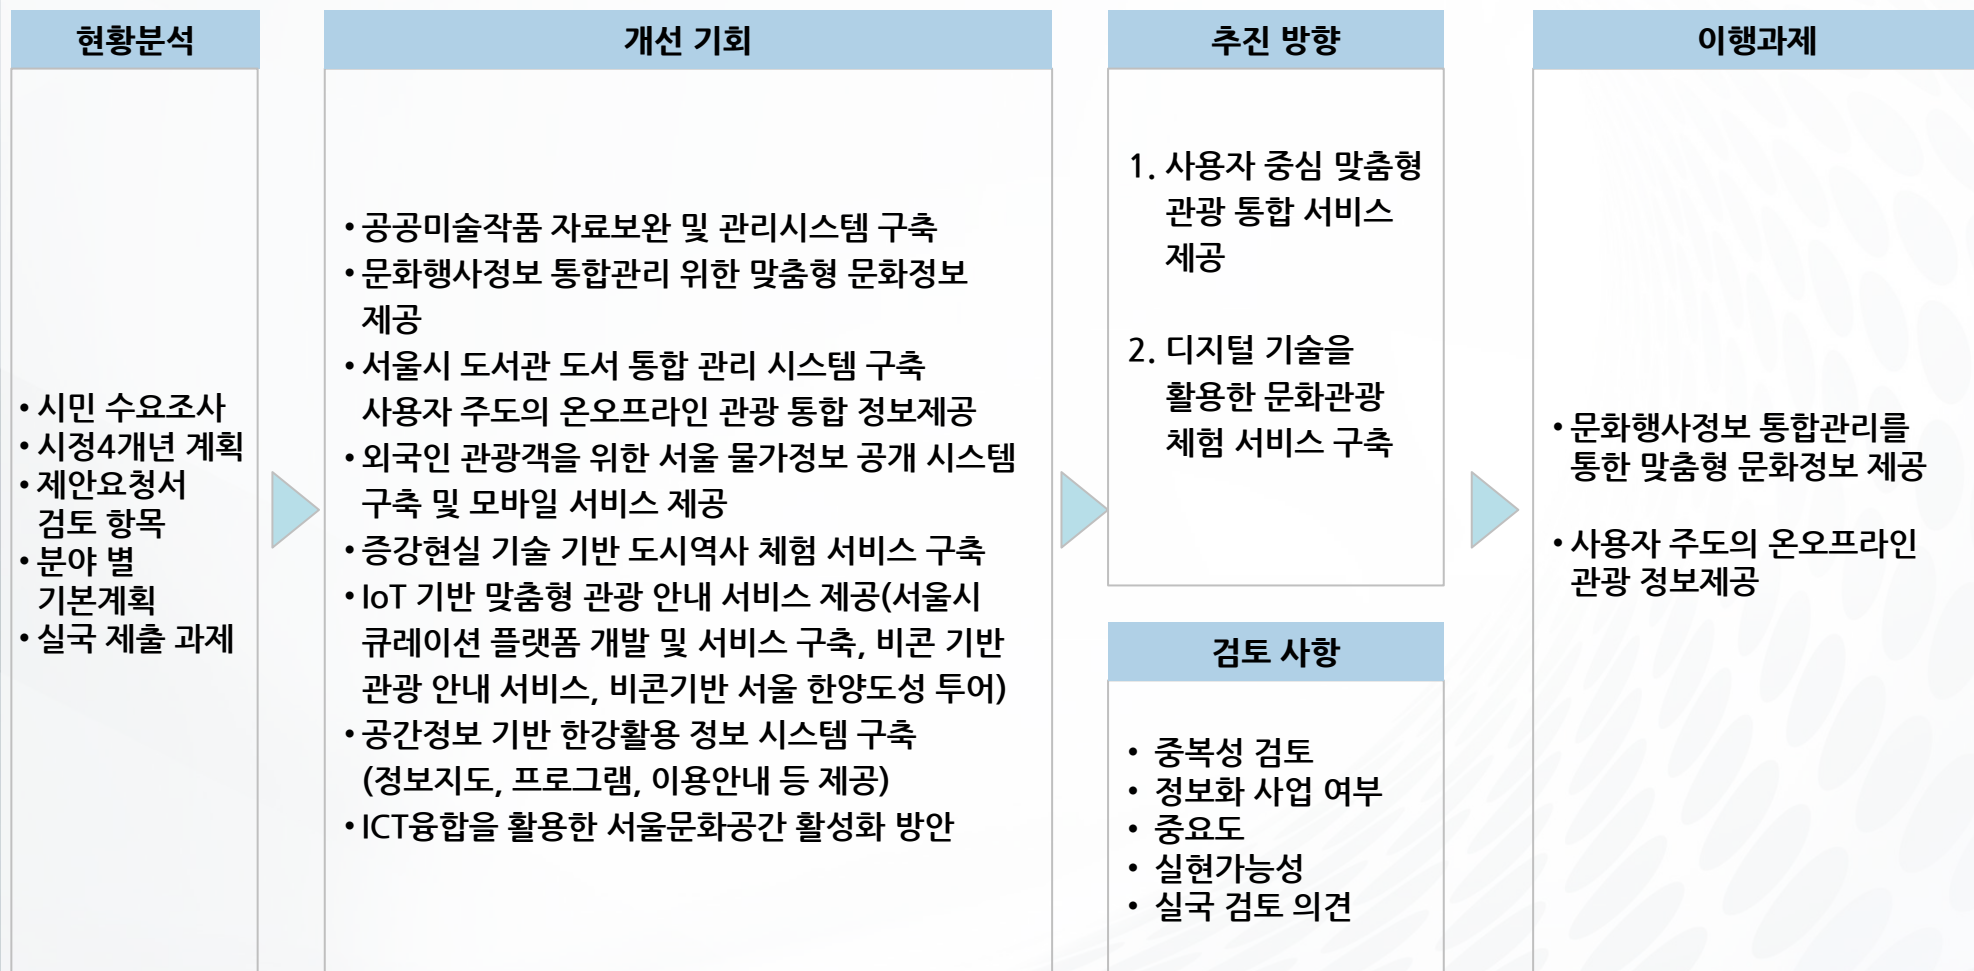 현황분석
• 시민 수요조사
• 시정4개년 계획
• 제안요청서
검토 항목
• 분야 별
기본계획
• 실국 제출 과제
개선 기회
• 공공미술작품 자료보완 및 관리시스템 구축
• 문화행사정보 통합관리 위한 맞춤형 문화정보
제공
• 서울시 도서관 도서 통합 관리 시스템 구축
사용자 주도의 온오프라인 관광 통합 정보제공
• 외국인 관광객을 위한 서울 물가정보 공개 시스템
구축 및 모바일 서비스 제공
• 증강현실 기술 기반 도시역사 체험 서비스 구축
• IoT 기반 맞춤형 관광 안내 서비스 제공(서울시
큐레이션 플랫폼 개발 및 서비스 구축, 비콘 기반
관광 안내 서비스, 비콘기반 서울 한양도성 투어)
• 공간정보 기반 한강활용 정보 시스템 구축
(정보지도, 프로그램, 이용안내 등 제공)
• ICT융합을 활용한 서울문화공간 활성화 방안
추진 방향
1. 사용자 중심 맞춤형
관광 통합 서비스
제공
2. 디지털 기술을
활용한 문화관광
체험 서비스 구축
검토 사항
• 중복성 검토
• 정보화 사업 여부
• 중요도
• 실현가능성
• 실국 검토 의견
이행과제
• 문화행사정보 통합관리를
통한 맞춤형 문화정보 제공
• 사용자 주도의 온오프라인
관광 정보제공